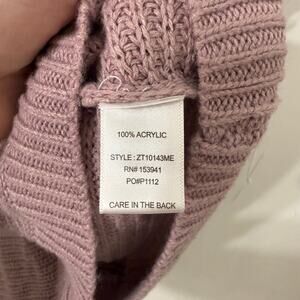 100% ACRYLIC
STYLE : ZT10143ME
RN# 153941
PO#P1112
CARE IN THE BACK